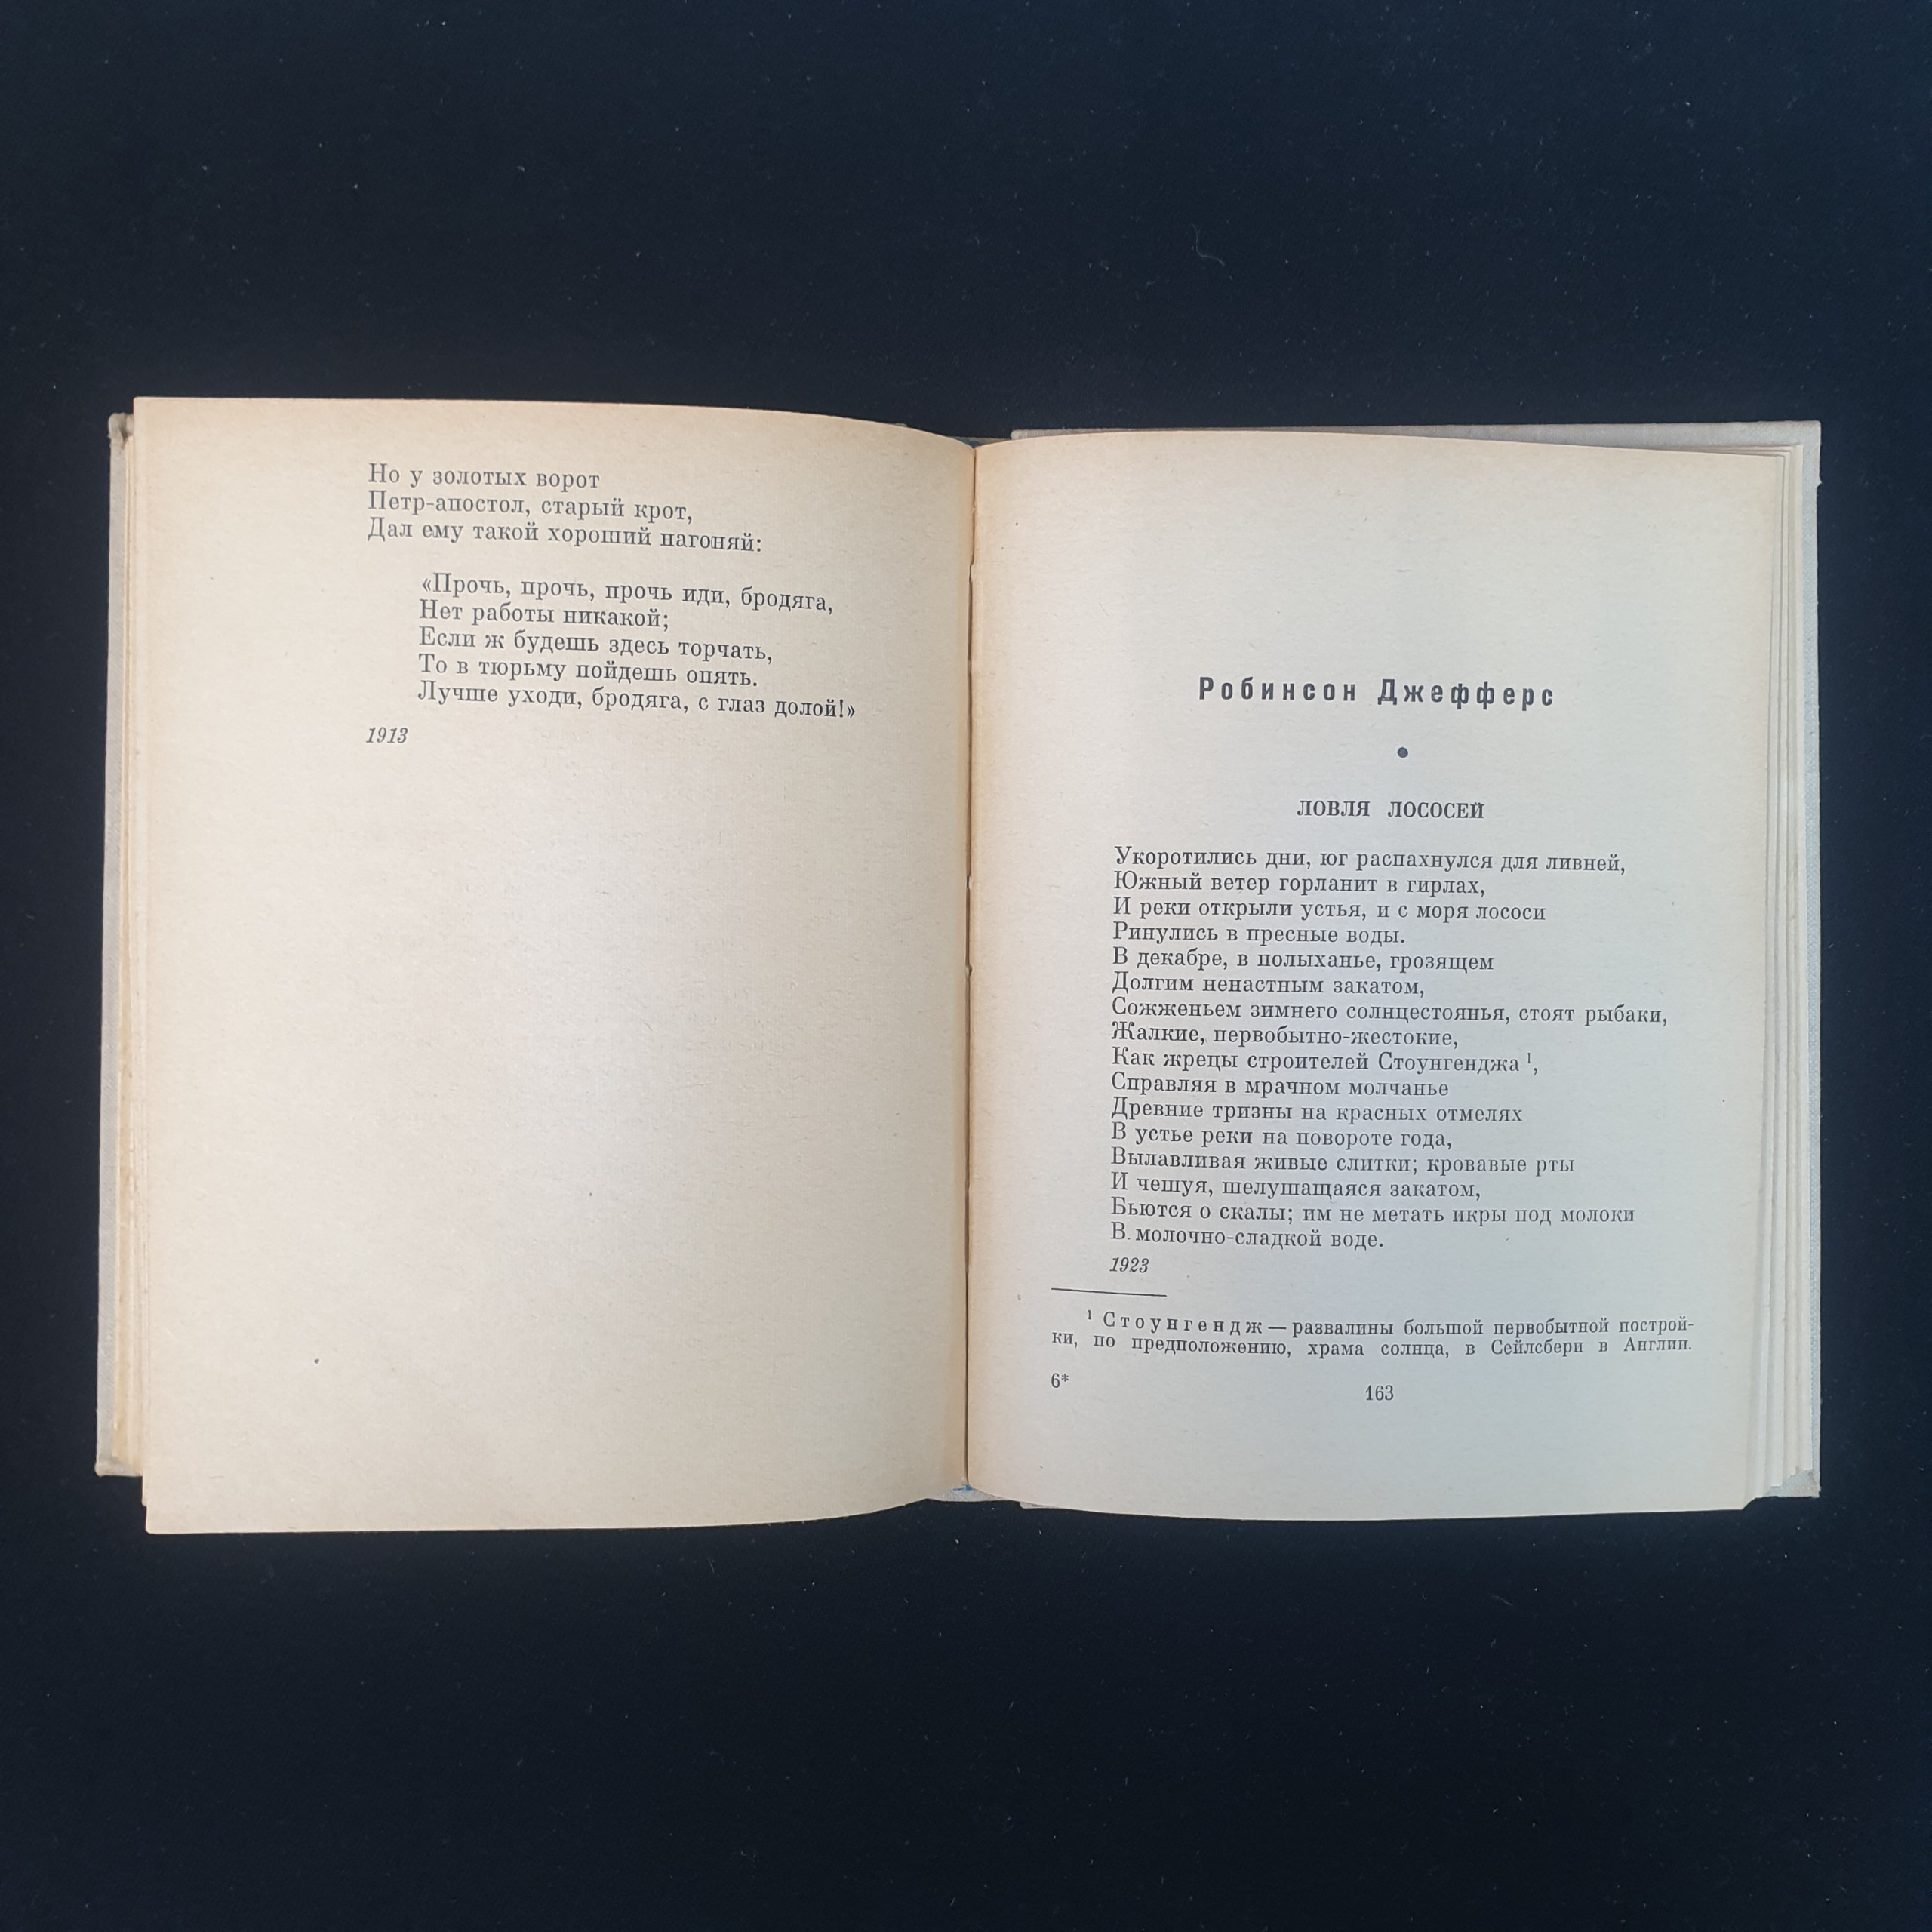 Но у золотых ворот
Петр-апостол, старый крот,
Дал ему такой хороший нагоняй:
«Прочь, прочь, прочь иди, бродяга,
Нет работы никакой;
Если ж будешь здесь торчать,
То в тюрьму пойдешь опять.
Лучше уходи, бродяга, с глаз долой!»
1913
Робинсон Джефферс
•
ЛОВЛЯ ЛОСОСЕЙ
Укоротились дни, юг распахнулся для ливней,
Южный ветер горланит в гирлах,
И реки открыли устья, и с моря лососи
Ринулись в пресные воды.
В декабре, в полыханье, грозящем
Долгим ненастным закатом,
Сожженьем зимнего солнцестоянья, стоят рыбаки,
Жалкие, первобытно-жестокие,
Как жрецы строителей Стоунгенджа ¹,
Справляя в мрачном молчанье
Древние тризны на красных отмелях
В устье реки на повороте года,
Вылавливая живые слитки; кровавые рты
И чешуя, шелушащаяся закатом,
Бьются о скалы; им не метать икры под молоки
В молочно-сладкой воде.
1923
¹ Стоунгендж — развалины большой первобытной построй-
ки, по предположению, храма солнца, в Сейлсбери в Англии.
6*
163